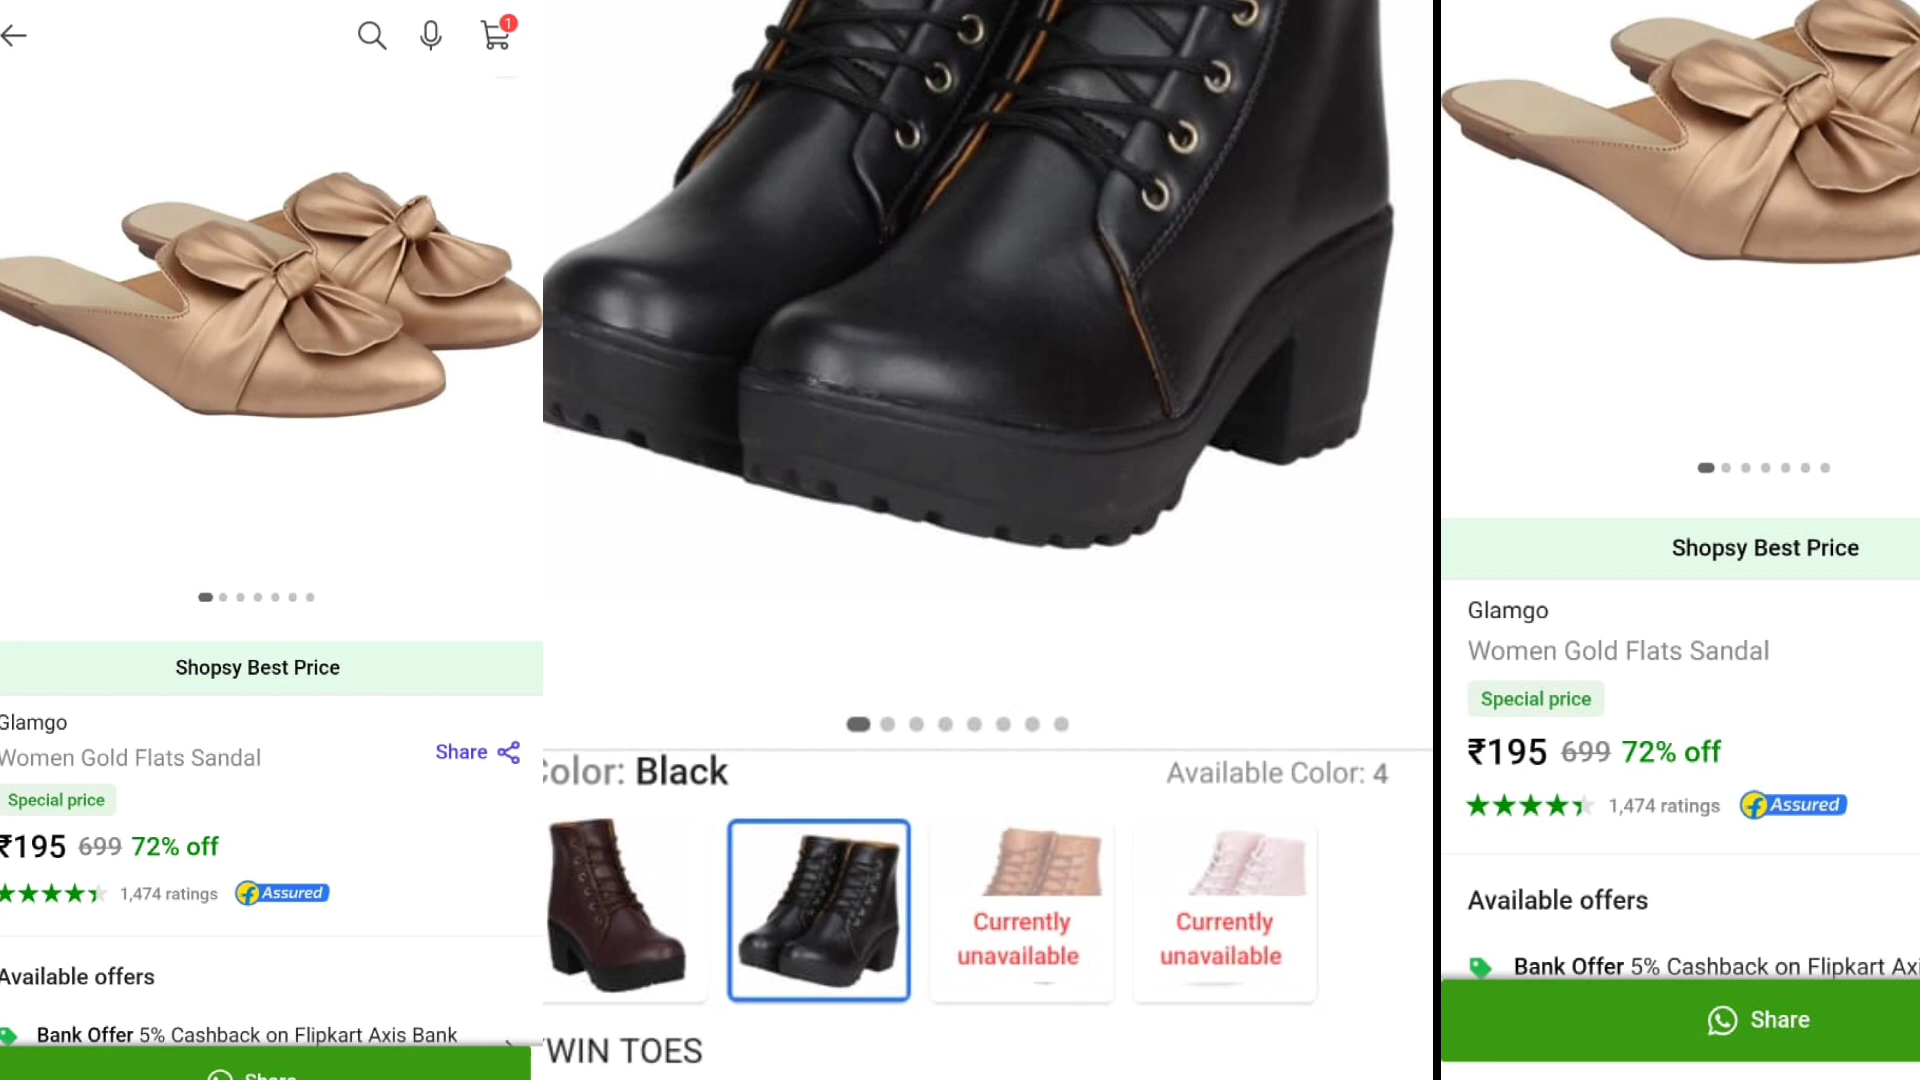 1
Shopsy Best Price
Glamgo
Women Gold Flats Sandal
Share
Special price
₹195 699 72% off
1,474 ratings
Assured
Available offers
Bank Offer 5% Cashback on Flipkart Axis Bank
Share
Color: Black
Available Color: 4
Currently
unavailable
Currently
unavailable
WIN TOES
Shopsy Best Price
Glamgo
Women Gold Flats Sandal
Special price
₹195 699 72% off
1,474 ratings
Assured
Available offers
Bank Offer 5% Cashback on Flipkart Axi
Share